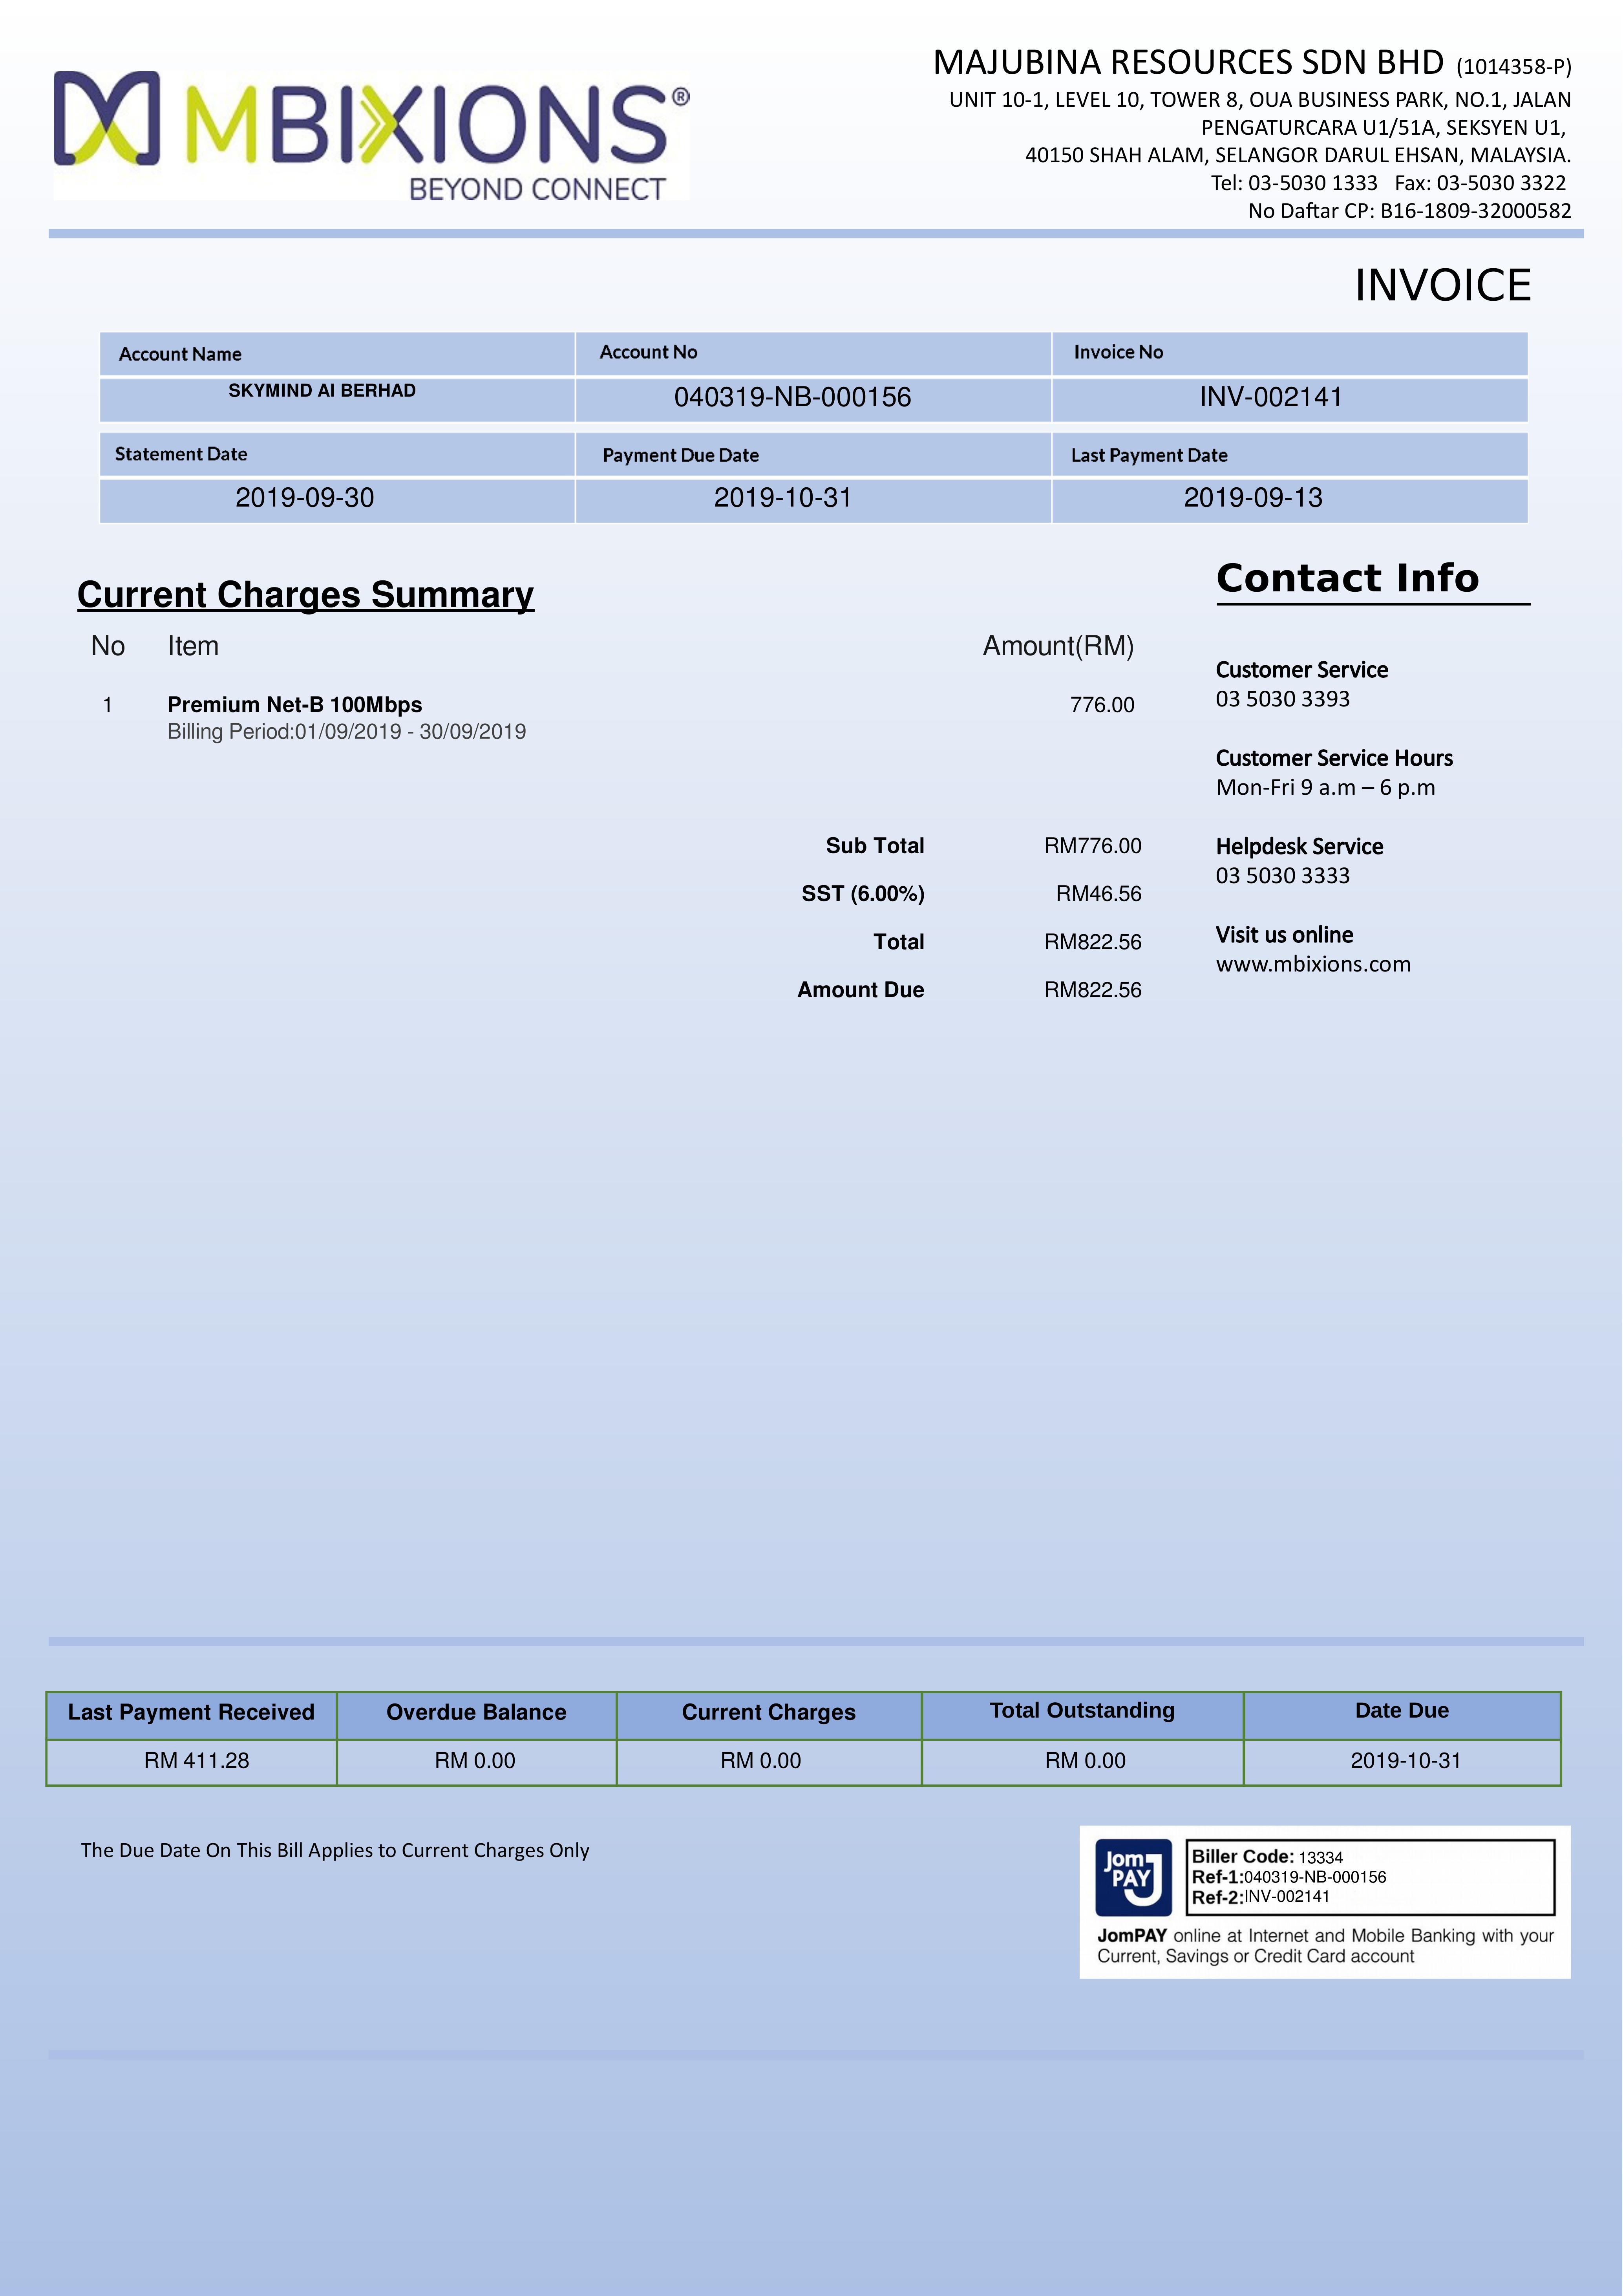 MBIXIONS®
BEYOND CONNECT
MAJUBINA RESOURCES SDN BHD (1014358-P)
UNIT 10-1, LEVEL 10, TOWER 8, OUA BUSINESS PARK, NO.1, JALAN
PENGATURCARA U1/51A, SEKSYEN U1,
40150 SHAH ALAM, SELANGOR DARUL EHSAN, MALAYSIA.
Tel: 03-5030 1333 Fax: 03-5030 3322
No Daftar CP: B16-1809-32000582
INVOICE
Account Name Account No Invoice No
SKYMIND AI BERHAD 040319-NB-000156 INV-002141
Statement Date Payment Due Date Last Payment Date
2019-09-30 2019-10-31 2019-09-13
Current Charges Summary
No Item Amount(RM)
1 Premium Net-B 100Mbps 776.00
Billing Period:01/09/2019 - 30/09/2019
Sub Total RM776.00
SST (6.00%) RM46.56
Total RM822.56
Amount Due RM822.56
Contact Info
Customer Service
03 5030 3393
Customer Service Hours
Mon-Fri 9 a.m – 6 p.m
Helpdesk Service
03 5030 3333
Visit us online
www.mbixions.com
Last Payment Received Overdue Balance Current Charges Total Outstanding Date Due
RM 411.28 RM 0.00 RM 0.00 RM 0.00 2019-10-31
The Due Date On This Bill Applies to Current Charges Only
Jom
PAY
Biller Code: 13334
Ref-1:040319-NB-000156
Ref-2:INV-002141
JomPAY online at Internet and Mobile Banking with your
Current, Savings or Credit Card account